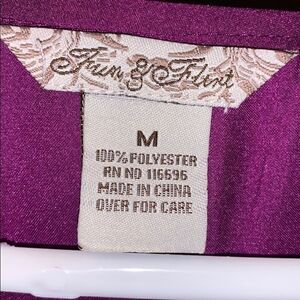 Fun & Flirt
M
100% POLYESTER
RN NO 116696
MADE IN CHINA
OVER FOR CARE